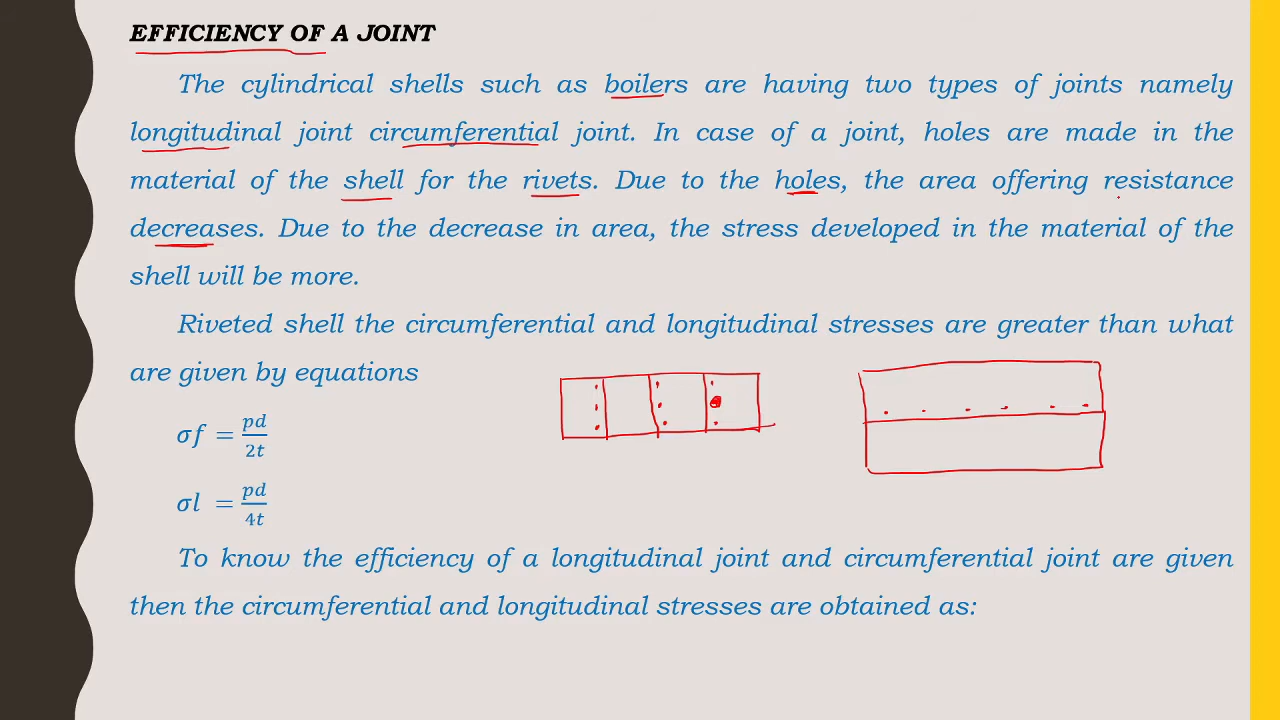 EFFICIENCY OF A JOINT
The cylindrical shells such as boilers are having two types of joints namely
longitudinal joint circumferential joint. In case of a joint, holes are made in the
material of the shell for the rivets. Due to the holes, the area offering resistance
decreases. Due to the decrease in area, the stress developed in the material of the
shell will be more.
Riveted shell the circumferential and longitudinal stresses are greater than what
are given by equations
σf = pd/2t
σl = pd/4t
To know the efficiency of a longitudinal joint and circumferential joint are given
then the circumferential and longitudinal stresses are obtained as: